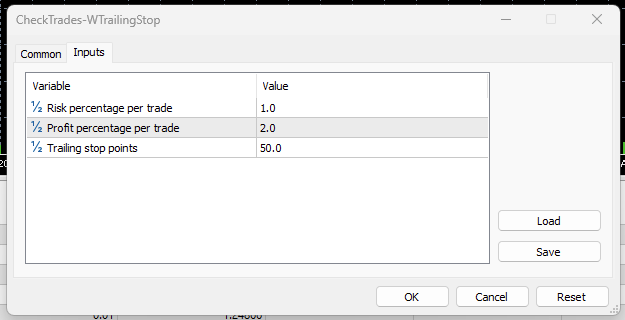 CheckTrades-WTrailingStop
Common Inputs
Variable Value
½ Risk percentage per trade 1.0
½ Profit percentage per trade 2.0
½ Trailing stop points 50.0
Load
Save
OK Cancel Reset